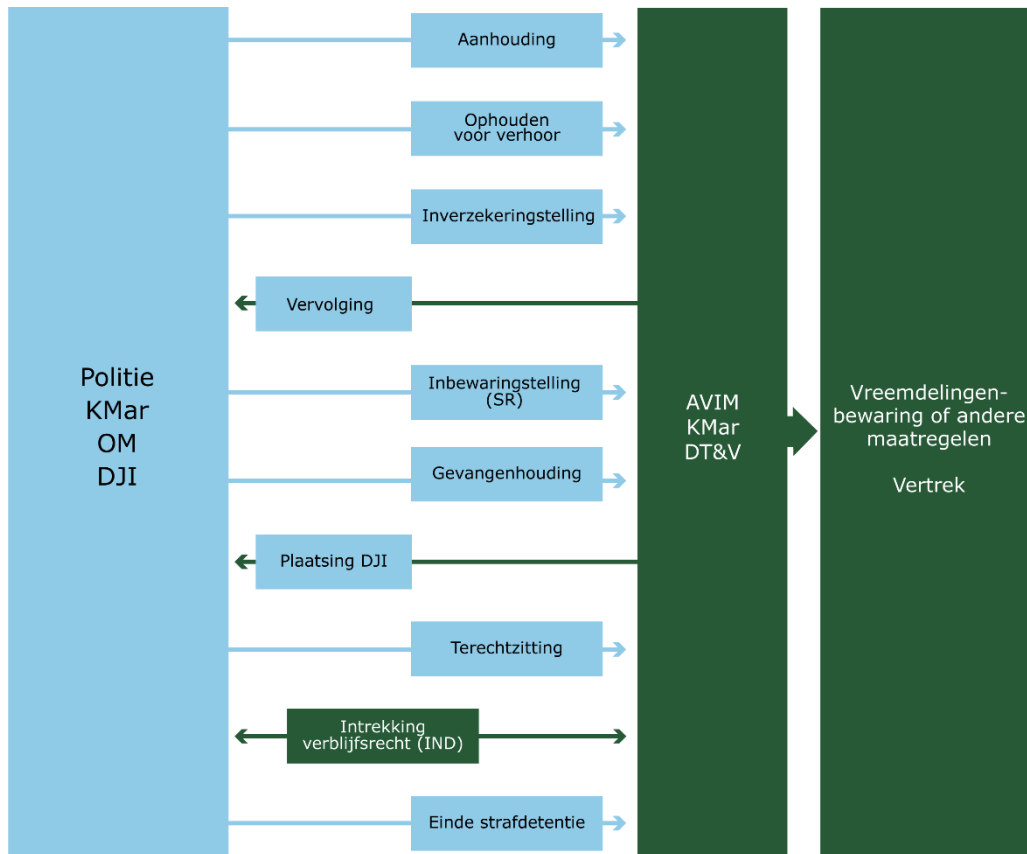 Aanhouding
Ophouden
voor verhoor
Inverzekeringstelling
Vervolging
Politie
KMar
OM
DJI
Inbewaringstelling
(SR)
Gevangenhouding
Plaatsing DJI
Terechtzitting
Intrekking
verblijfsrecht (IND)
Einde strafdetentie
AVIM
KMar
DT&V
Vreemdelingen-
bewaring of andere
maatregelen
Vertrek